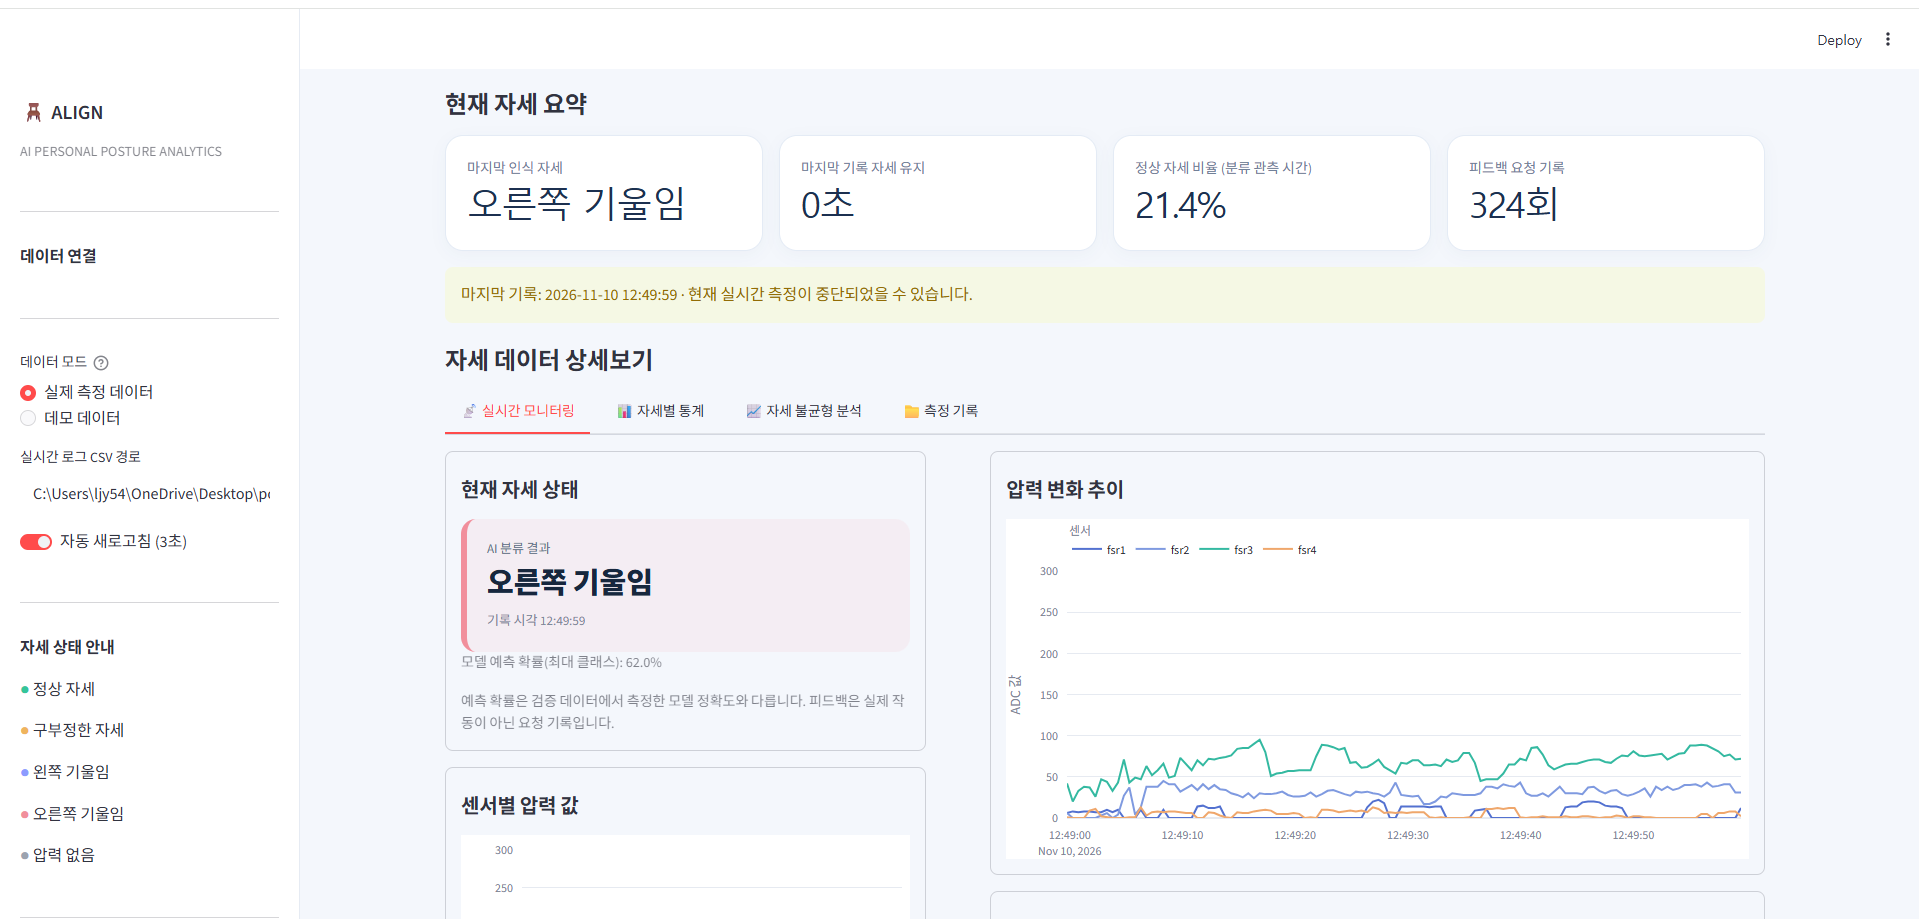 Deploy
ALIGN
AI PERSONAL POSTURE ANALYTICS
데이터 연결
데이터 모드
실제 측정 데이터
데모 데이터
실시간 로그 CSV 경로
C:\Users\ljy54\OneDrive\Desktop\p
자동 새로고침 (3초)
자세 상태 안내
정상 자세
구부정한 자세
왼쪽 기울임
오른쪽 기울임
압력 없음
현재 자세 요약
마지막 인식 자세
오른쪽 기울임
마지막 기록 자세 유지
0초
정상 자세 비율 (분류 관측 시간)
21.4%
피드백 요청 기록
324회
마지막 기록: 2026-11-10 12:49:59 · 현재 실시간 측정이 중단되었을 수 있습니다.
자세 데이터 상세보기
실시간 모니터링 자세별 통계 자세 불균형 분석 측정 기록
현재 자세 상태
AI 분류 결과
오른쪽 기울임
기록 시각 12:49:59
모델 예측 확률(최대 클래스): 62.0%
예측 확률은 검증 데이터에서 측정한 모델 정확도와 다릅니다. 피드백은 실제 작
동이 아닌 요청 기록입니다.
센서별 압력 값
300
250
압력 변화 추이
센서
fsr1 fsr2 fsr3 fsr4
ADC 값
300
250
200
150
100
50
0
12:49:00 12:49:10 12:49:20 12:49:30 12:49:40 12:49:50
Nov 10, 2026